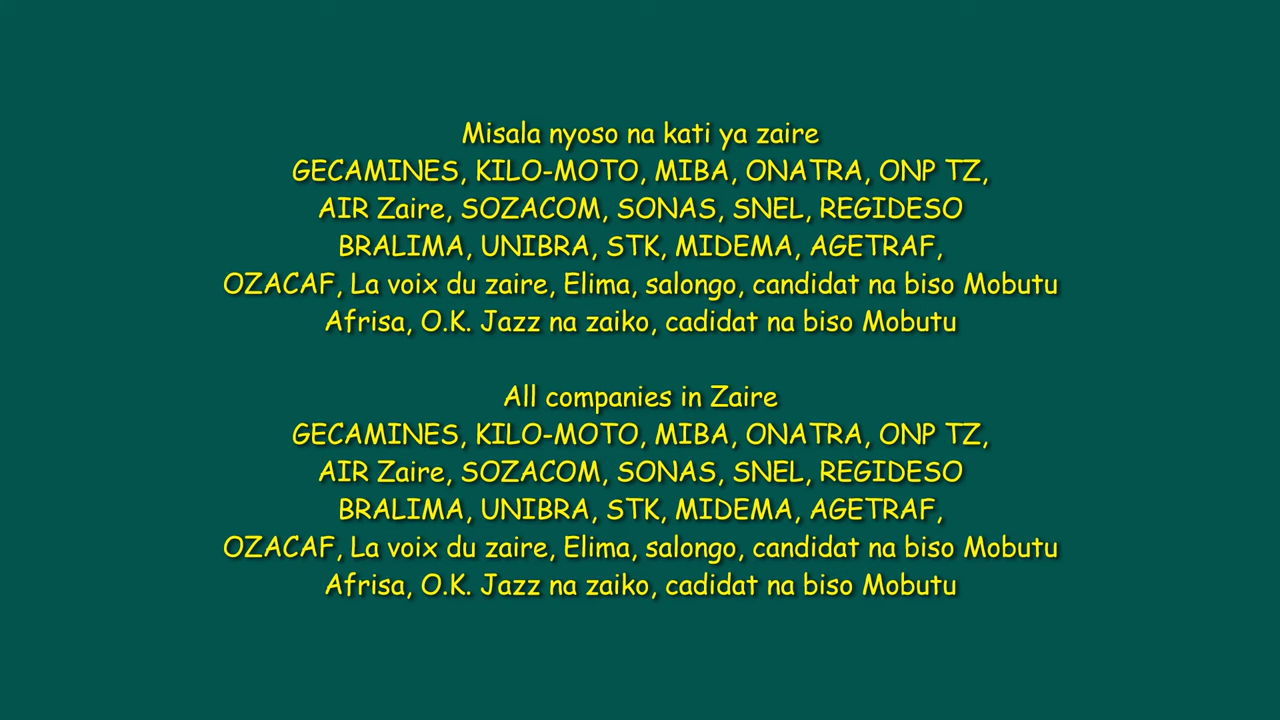 Misala nyoso na kati ya zaire
GECAMINES, KILO-MOTO, MIBA, ONATRA, ONP TZ,
AIR Zaire, SOZACOM, SONAS, SNEL, REGIDESO
BRALIMA, UNIBRA, STK, MIDEMA, AGETRAF,
OZACAF, La voix du zaire, Elima, salongo, candidat na biso Mobutu
Afrisa, O.K. Jazz na zaiko, cadidat na biso Mobutu
All companies in Zaire
GECAMINES, KILO-MOTO, MIBA, ONATRA, ONP TZ,
AIR Zaire, SOZACOM, SONAS, SNEL, REGIDESO
BRALIMA, UNIBRA, STK, MIDEMA, AGETRAF,
OZACAF, La voix du zaire, Elima, salongo, candidat na biso Mobutu
Afrisa, O.K. Jazz na zaiko, cadidat na biso Mobutu